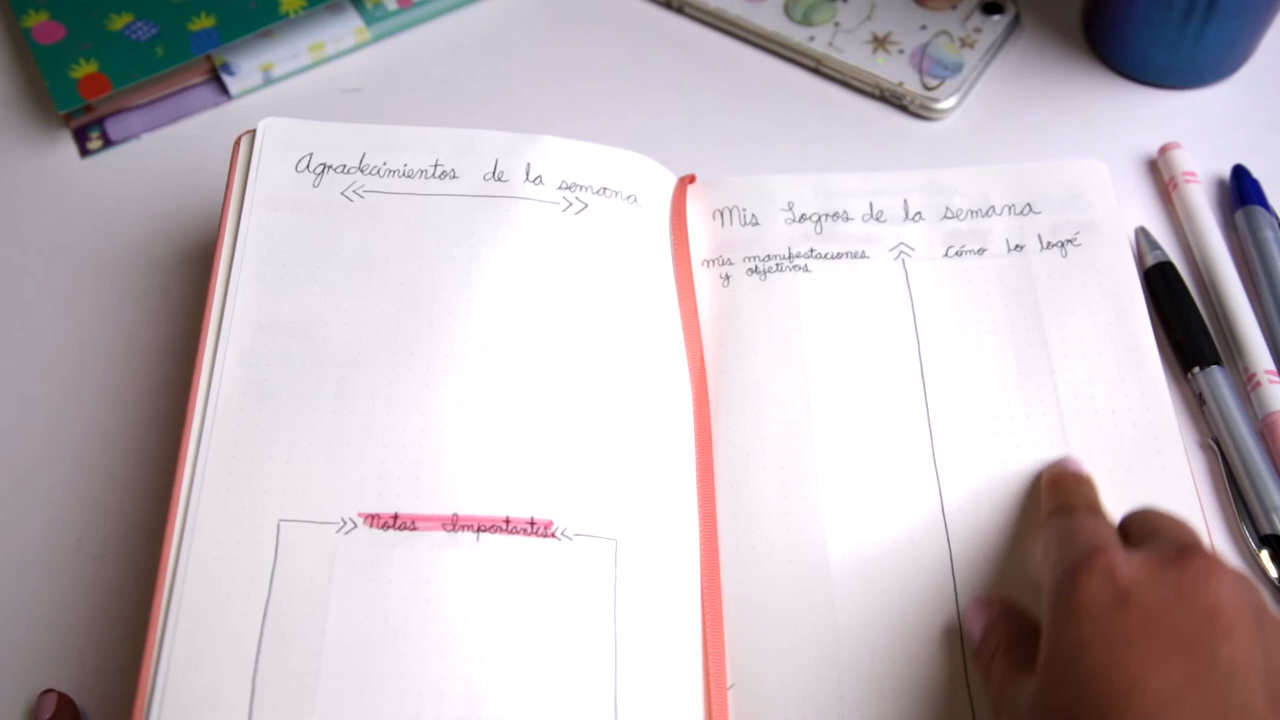 Agradecimientos de la semana
Notas Importantes
Mis Logros de la semana
mis manifestaciones
y objetivos
cómo lo logré